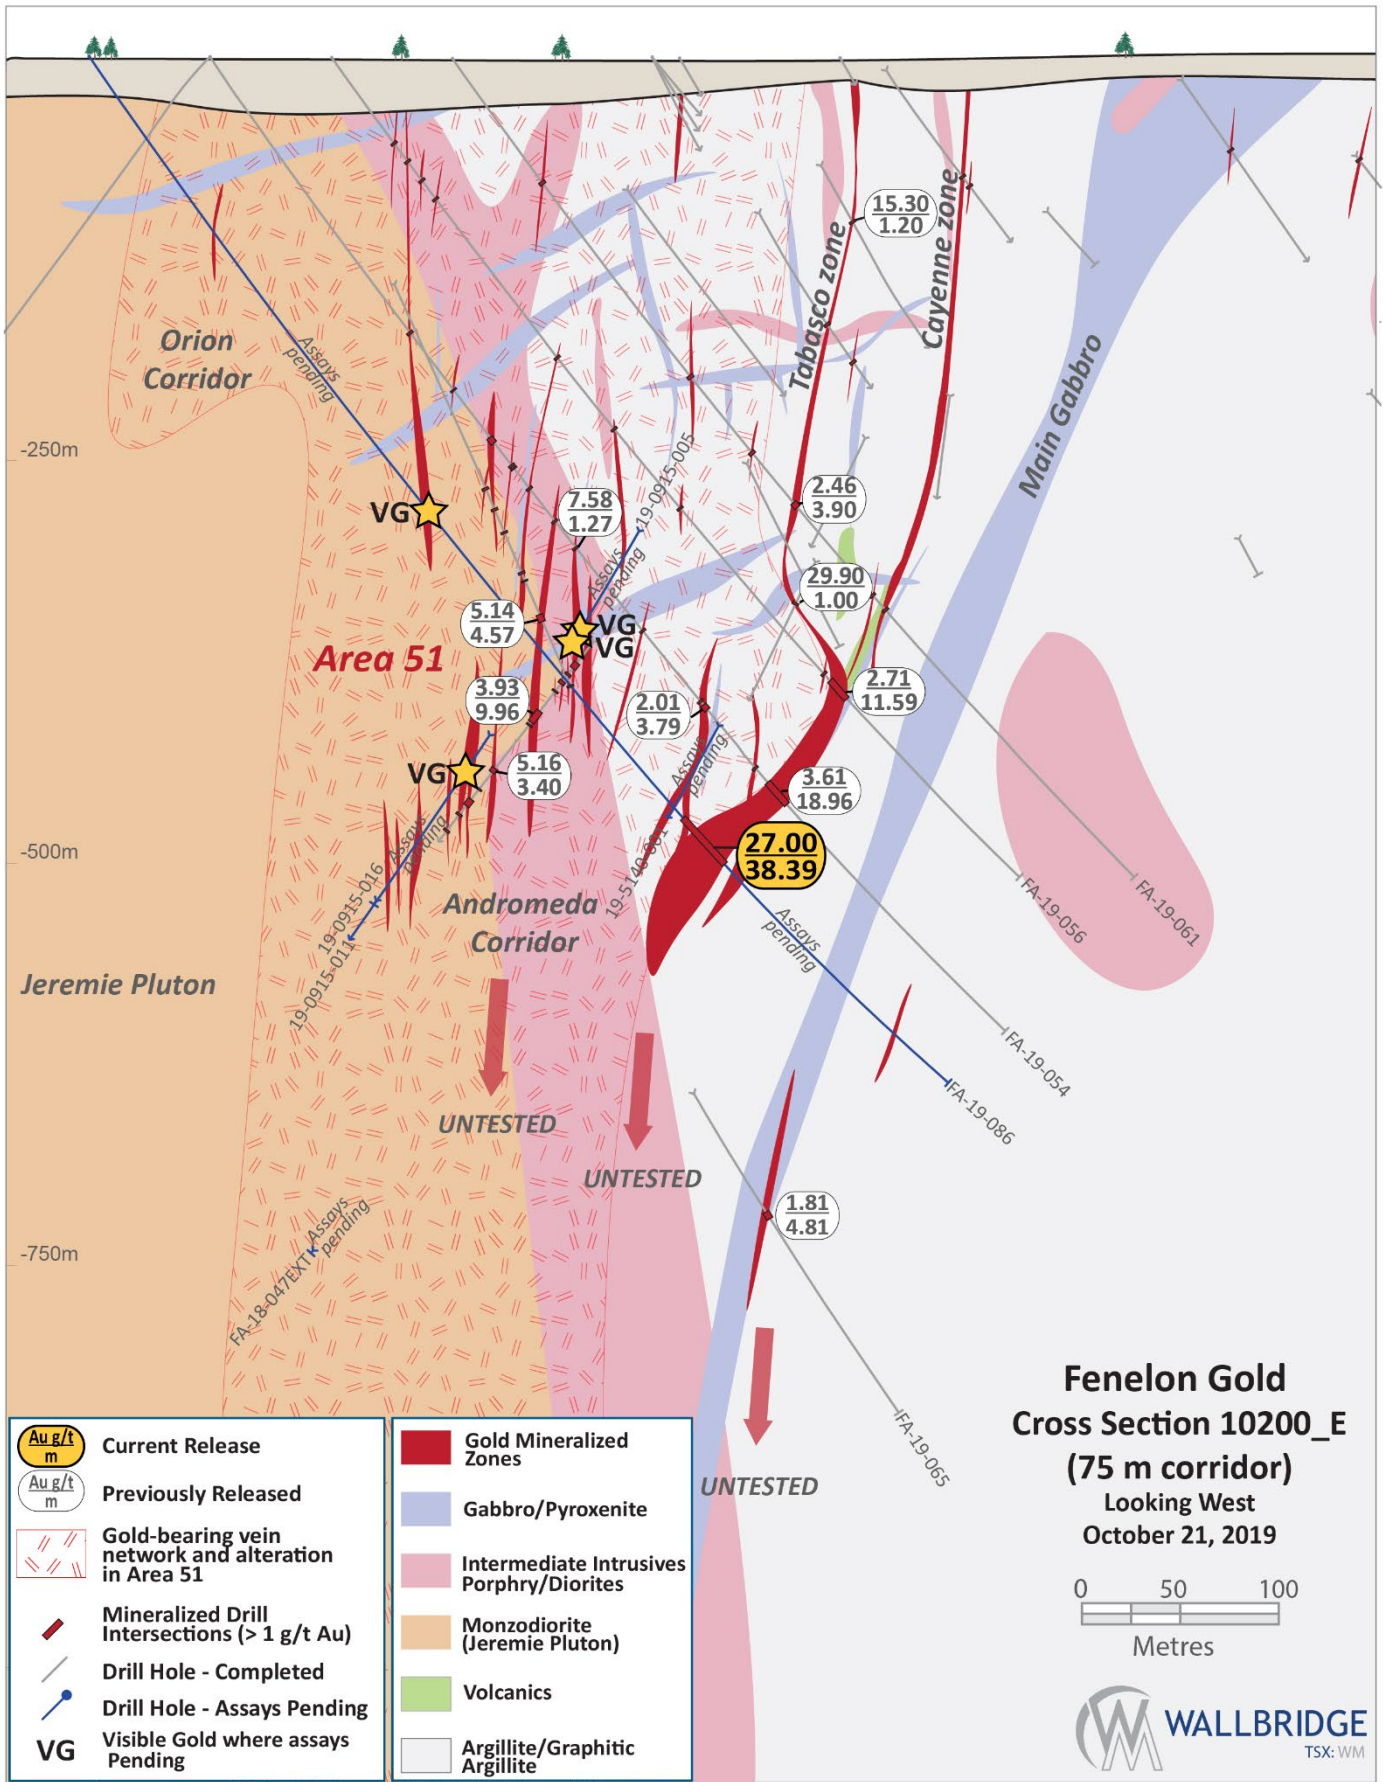 15.30
1.20
Tabasco zone
Cayenne zone
Orion
Corridor
Assays
pending
Main Gabbro
-250m
VG
7.58
1.27
19-0915-005
Assays
pending
2.46
3.90
29.90
1.00
5.14
4.57
VG
VG
Area 51
3.93
9.96
2.01
3.79
2.71
11.59
VG
5.16
3.40
Assays
pending
3.61
18.96
27.00
38.39
-500m
Assays
pending
19-5140-001
19-0915-016
19-0915-011
Andromeda
Corridor
Assays
pending
FA-19-056
FA-19-061
Jeremie Pluton
FA-19-054
FA-19-086
UNTESTED
UNTESTED
1.81
4.81
-750m
Assays
pending
FA-18-047EXT
FA-19-065
UNTESTED
Fenelon Gold
Cross Section 10200_E
(75 m corridor)
Looking West
October 21, 2019
0 50 100
Metres
WALLBRIDGE
TSX: WM
Au g/t
m
Current Release
Au g/t
m
Previously Released
Gold-bearing vein
network and alteration
in Area 51
Mineralized Drill
Intersections (> 1 g/t Au)
Drill Hole - Completed
Drill Hole - Assays Pending
VG
Visible Gold where assays
Pending
Gold Mineralized
Zones
Gabbro/Pyroxenite
Intermediate Intrusives
Porphry/Diorites
Monzodiorite
(Jeremie Pluton)
Volcanics
Argillite/Graphitic
Argillite